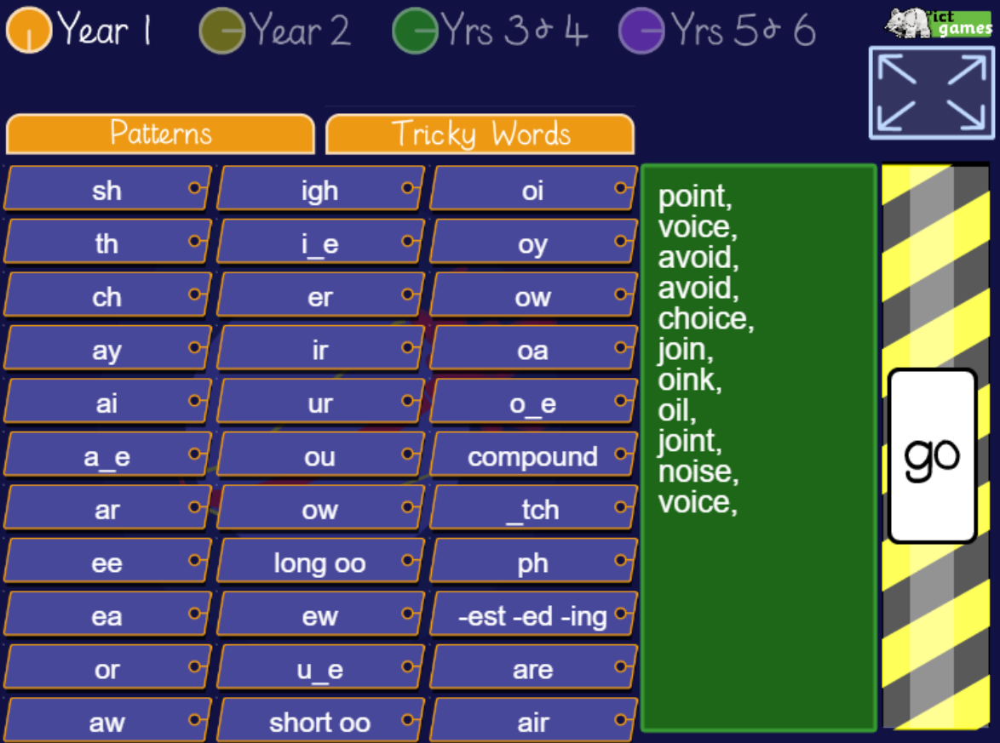 Year 1 Year 2 Yrs 3 & 4 Yrs 5 & 6
Pict
games
Patterns Tricky Words
sh igh oi
th i_e oy
ch er ow
ay ir oa
ai ur o_e
a_e ou compound
ar ow _tch
ee long oo ph
ea ew -est -ed -ing
or u_e are
aw short oo air
point,
voice,
avoid,
avoid,
choice,
join,
oink,
oil,
joint,
noise,
voice,
go